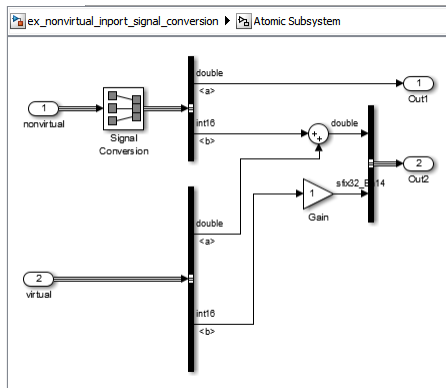 ex_nonvirtual_inport_signal_conversion Atomic Subsystem
double
<a>
1
Out1
1
nonvirtual
Signal
Conversion
int16
<b>
++
double
2
Out2
1
Gain
double
<a>
2
virtual
int16
<b>